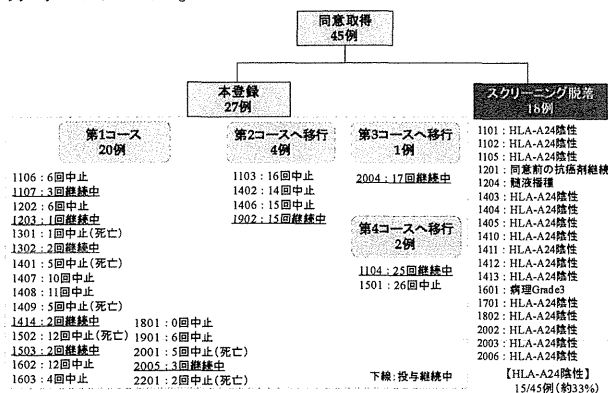 同意取得
45例
本登録
27例
スクリーニング脱落
18例
第1コース
20例
1106：6回中止
1107：3回継続中
1202：6回中止
1203：1回継続中
1301：1回中止(死亡)
1302：2回継続中
1401：5回中止(死亡)
1407：10回中止
1408：11回中止
1409：5回中止(死亡)
1414：2回継続中
1502：12回中止(死亡)
1503：2回継続中
1602：12回中止
1603：4回中止
1801：0回中止
1901：6回中止
2001：5回中止(死亡)
2005：3回継続中
2201：2回中止(死亡)
第2コースへ移行
4例
1103：16回中止
1402：14回中止
1406：15回中止
1902：15回継続中
第3コースへ移行
1例
2004：17回継続中
第4コースへ移行
2例
1104：25回継続中
1501：26回中止
下線：投与継続中
1101：HLA-A24陰性
1102：HLA-A24陰性
1105：HLA-A24陰性
1201：同意前の抗癌剤継続
1204：髄液播種
1403：HLA-A24陰性
1404：HLA-A24陰性
1405：HLA-A24陰性
1410：HLA-A24陰性
1411：HLA-A24陰性
1412：HLA-A24陰性
1413：HLA-A24陰性
1601：病理Grade3
1701：HLA-A24陰性
1802：HLA-A24陰性
2002：HLA-A24陰性
2003：HLA-A24陰性
2006：HLA-A24陰性
【HLA-A24陰性】
15/45例(約33%)